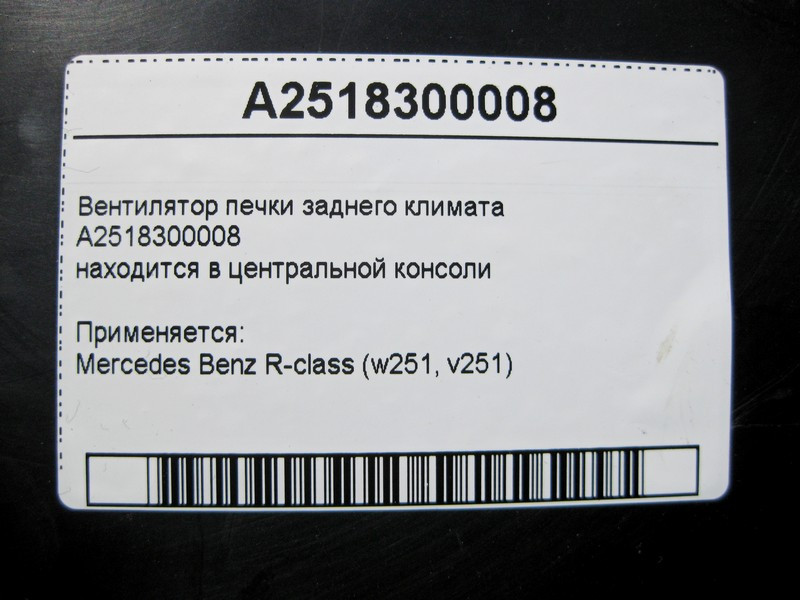 A2518300008
Вентилятор печки заднего климата
A2518300008
находится в центральной консоли
Применяется:
Mercedes Benz R-class (w251, v251)